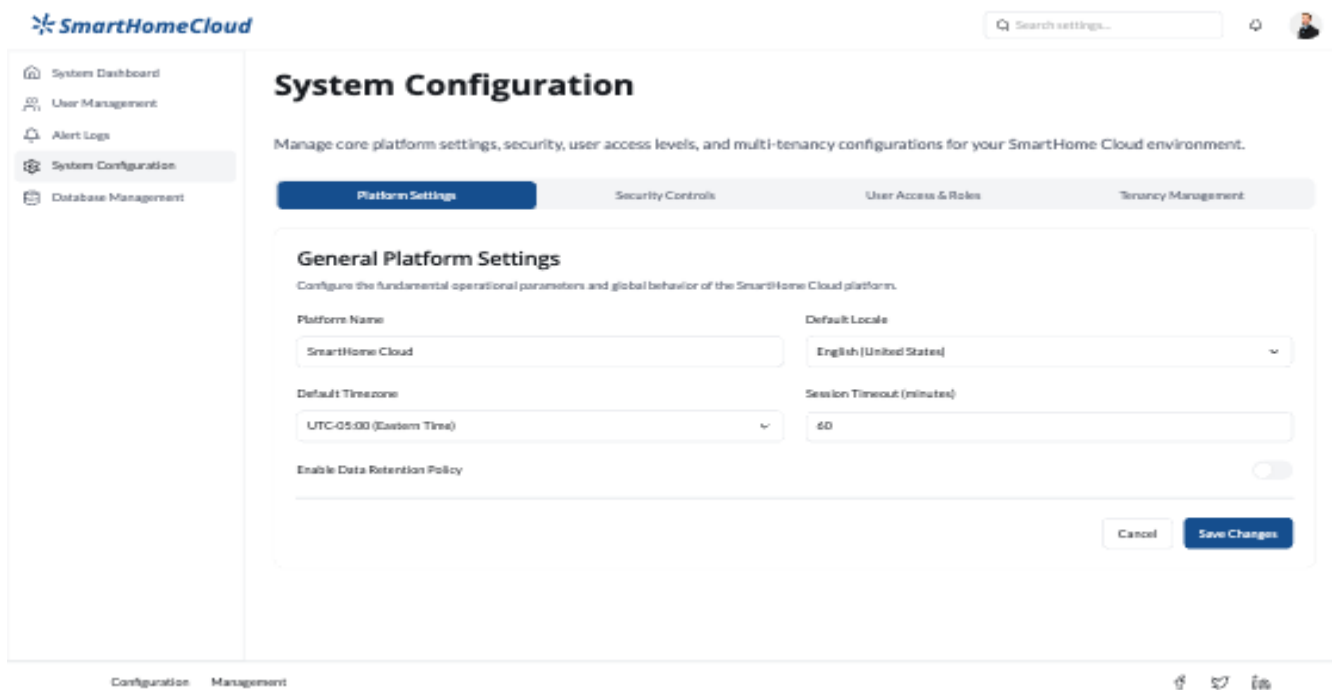 SmartHomeCloud
Search settings...
System Dashboard
User Management
Alert Logs
System Configuration
Database Management
System Configuration
Manage core platform settings, security, user access levels, and multi-tenancy configurations for your SmartHome Cloud environment.
Platform Settings Security Controls User Access & Roles Tenancy Management
General Platform Settings
Configure the fundamental operational parameters and global behavior of the SmartHome Cloud platform.
Platform Name Default Locale
SmartHome Cloud English (United States)
Default Timezone Session Timeout (minutes)
UTC-05:00 (Eastern Time) 60
Enable Data Retention Policy
Cancel Save Changes
Configuration Management